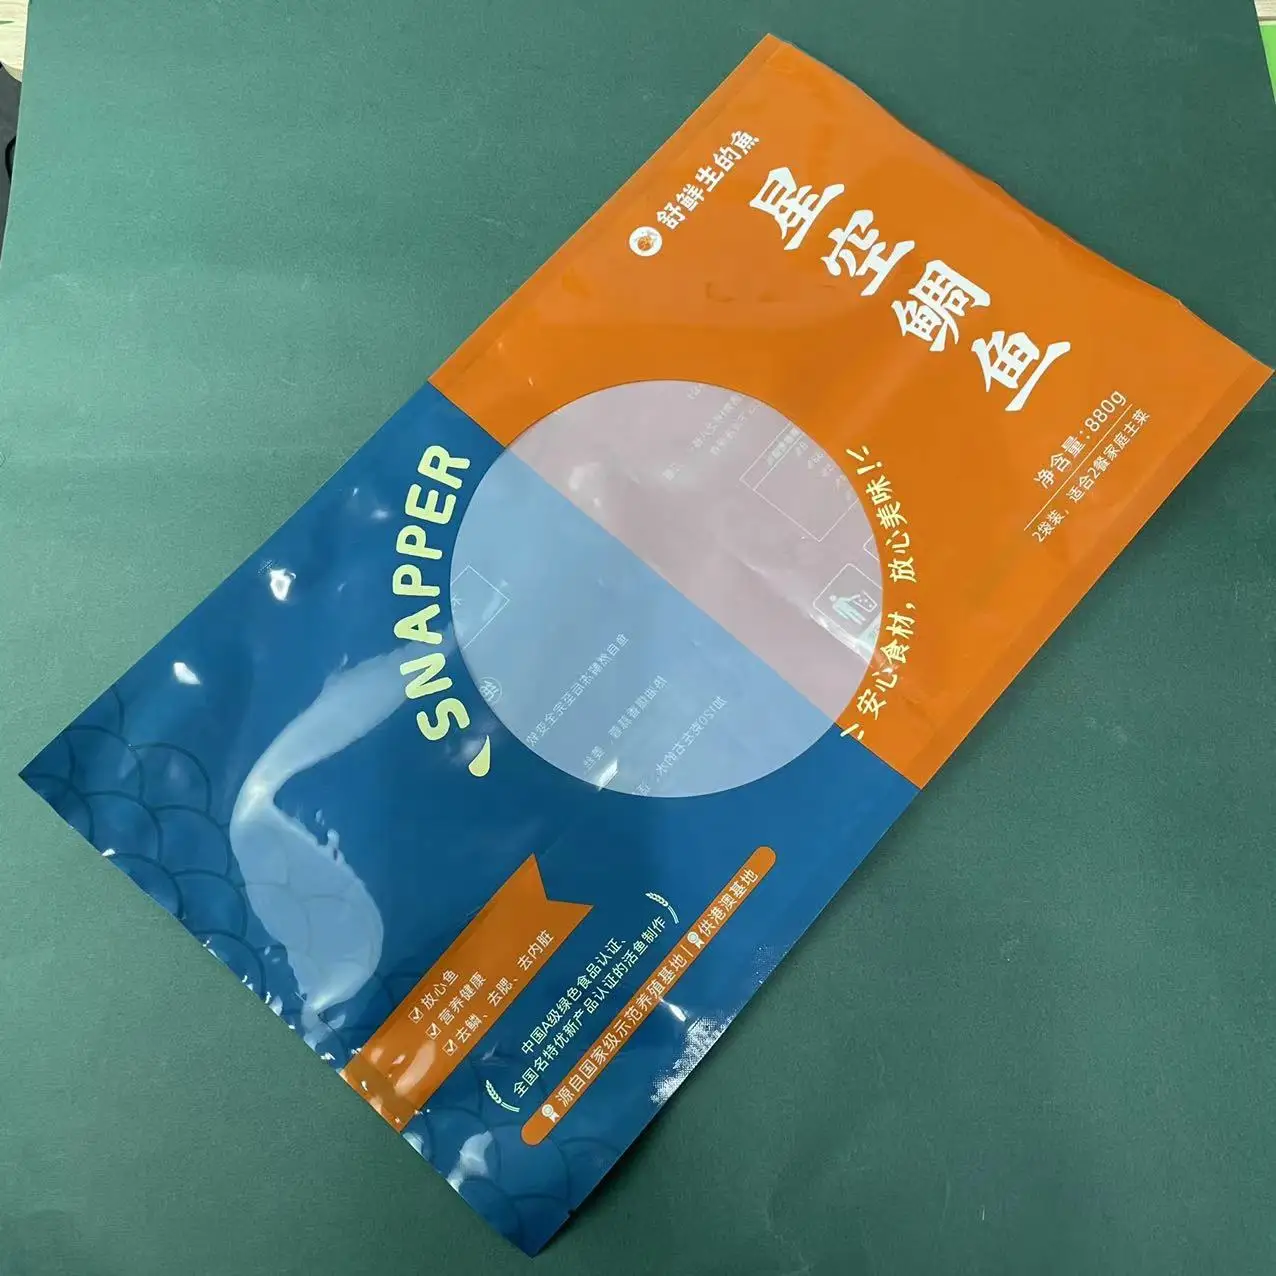 舒鲜生的魚
星空鲷鱼
净含量:880g
2袋装,适合2餐家庭主菜
SNAPPER
安心食材,放心美味!
放心鱼
营养健康
去鳞、去腮、去内脏
中国A级绿色食品认证、
全国名特优新产品认证的活鱼制作
源自国家级示范养殖基地 | 供港澳基地